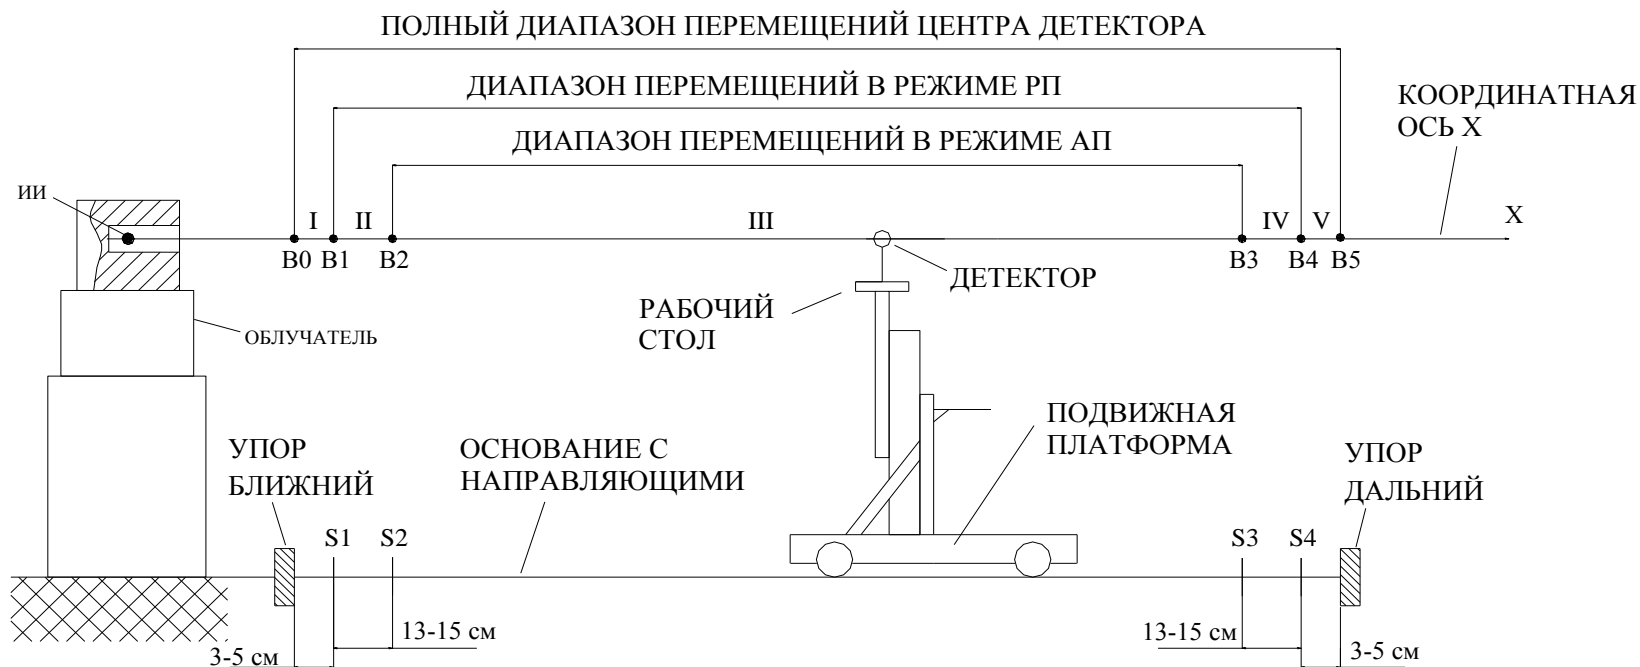 ПОЛНЫЙ ДИАПАЗОН ПЕРЕМЕЩЕНИЙ ЦЕНТРА ДЕТЕКТОРА
ДИАПАЗОН ПЕРЕМЕЩЕНИЙ В РЕЖИМЕ РП
КООРДИНАТНАЯ
ОСЬ X
ДИАПАЗОН ПЕРЕМЕЩЕНИЙ В РЕЖИМЕ АП
ИИ
I II III IV V X
B0 B1 B2 B3 B4 B5
ДЕТЕКТОР
РАБОЧИЙ
СТОЛ
ОБЛУЧАТЕЛЬ
ПОДВИЖНАЯ
ПЛАТФОРМА
УПОР
БЛИЖНИЙ
ОСНОВАНИЕ С
НАПРАВЛЯЮЩИМИ
УПОР
ДАЛЬНИЙ
S1 S2 S3 S4
13-15 см 13-15 см
3-5 см 3-5 см